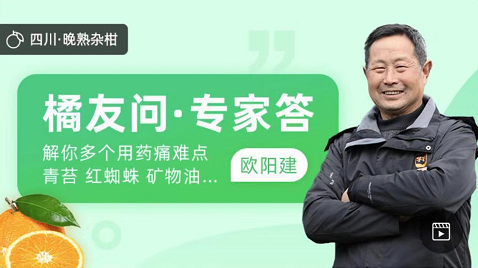 四川·晚熟杂柑
橘友问·专家答
解你多个用药痛难点
青苔 红蜘蛛 矿物油...
欧阳建